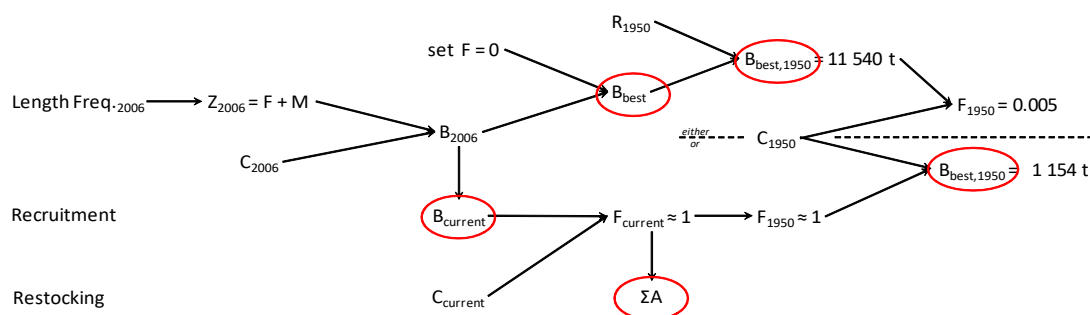 R1950
set F = 0
Bbest,1950 = 11 540 t
Bbest
Length Freq.2006
Z2006 = F + M
F1950 = 0.005
B2006
either
or
C1950
C2006
Bbest,1950 = 1 154 t
Recruitment
Bcurrent
Fcurrent ≈ 1
F1950 ≈ 1
Restocking
Ccurrent
ΣA